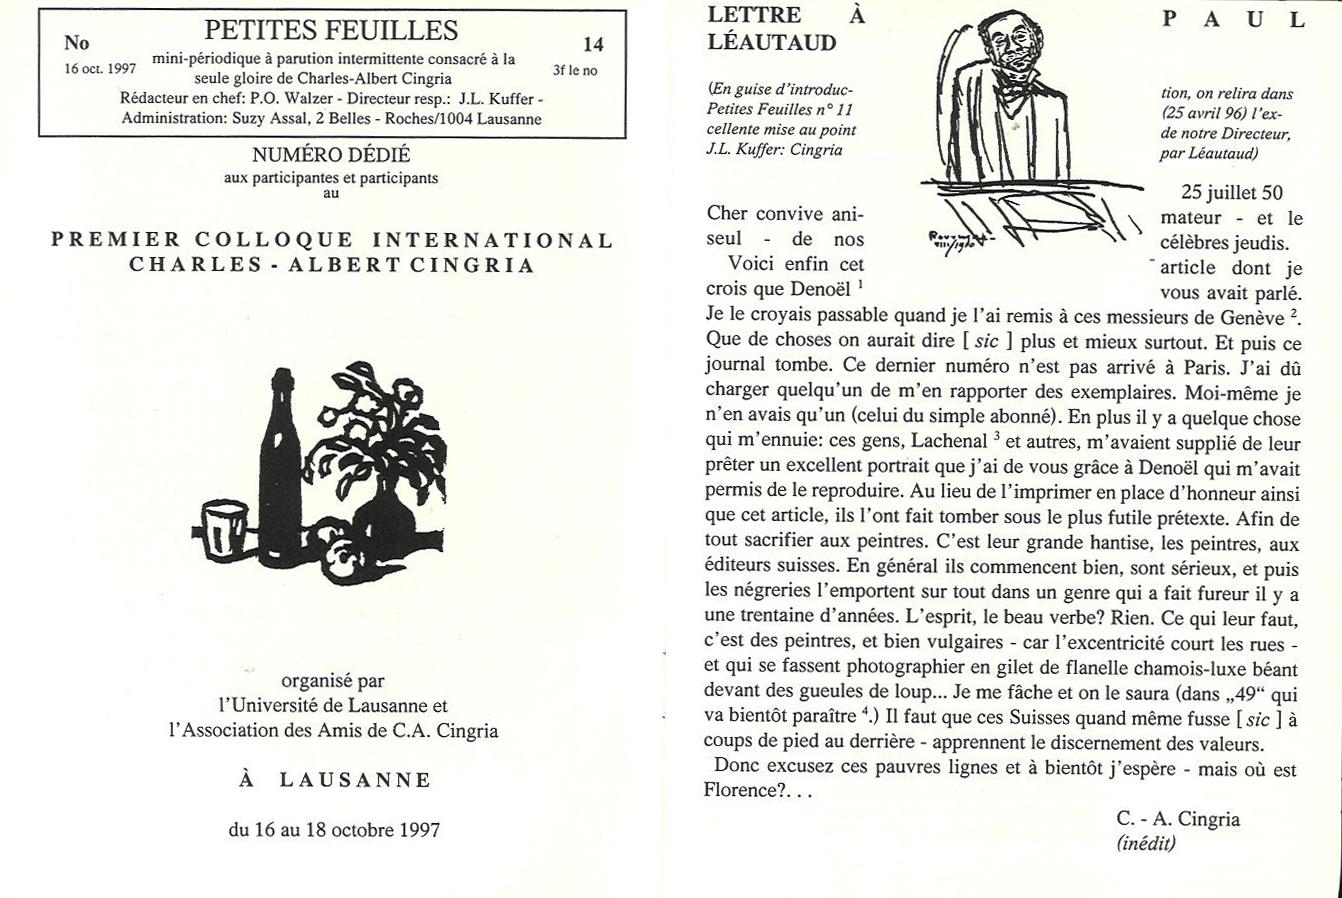 No
16 oct. 1997
PETITES FEUILLES
14
3f le no
mini-périodique à parution intermittente consacré à la
seule gloire de Charles-Albert Cingria
Rédacteur en chef: P.O. Walzer - Directeur resp.: J.L. Kuffer -
Administration: Suzy Assal, 2 Belles - Roches/1004 Lausanne
NUMÉRO DÉDIÉ
aux participantes et participants
au
PREMIER COLLOQUE INTERNATIONAL
CHARLES - ALBERT CINGRIA
organisé par
l'Université de Lausanne et
l'Association des Amis de C.A. Cingria
À LAUSANNE
du 16 au 18 octobre 1997
LETTRE À PAUL
LÉAUTAUD
(En guise d'introduc- tion, on relira dans
Petites Feuilles n° 11 (25 avril 96) l'ex-
cellente mise au point de notre Directeur,
J.L. Kuffer: Cingria par Léautaud)
25 juillet 50
Cher convive ani- mateur - et le
seul - de nos célèbres jeudis.
Voici enfin cet article dont je
crois que Denoël 1 vous avait parlé.
Je le croyais passable quand je l'ai remis à ces messieurs de Genève 2.
Que de choses on aurait dire [ sic ] plus et mieux surtout. Et puis ce
journal tombe. Ce dernier numéro n'est pas arrivé à Paris. J'ai dû
charger quelqu'un de m'en rapporter des exemplaires. Moi-même je
n'en avais qu'un (celui du simple abonné). En plus il y a quelque chose
qui m'ennuie: ces gens, Lachenal 3 et autres, m'avaient supplié de leur
prêter un excellent portrait que j'ai de vous grâce à Denoël qui m'avait
permis de le reproduire. Au lieu de l'imprimer en place d'honneur ainsi
que cet article, ils l'ont fait tomber sous le plus futile prétexte. Afin de
tout sacrifier aux peintres. C'est leur grande hantise, les peintres, aux
éditeurs suisses. En général ils commencent bien, sont sérieux, et puis
les négreries l'emportent sur tout dans un genre qui a fait fureur il y a
une trentaine d'années. L'esprit, le beau verbe? Rien. Ce qui leur faut,
c'est des peintres, et bien vulgaires - car l'excentricité court les rues -
et qui se fassent photographier en gilet de flanelle chamois-luxe béant
devant des gueules de loup... Je me fâche et on le saura (dans „49“ qui
va bientôt paraître 4.) Il faut que ces Suisses quand même fusse [ sic ] à
coups de pied au derrière - apprennent le discernement des valeurs.
Donc excusez ces pauvres lignes et à bientôt j'espère - mais où est
Florence?. . .
C. - A. Cingria
(inédit)